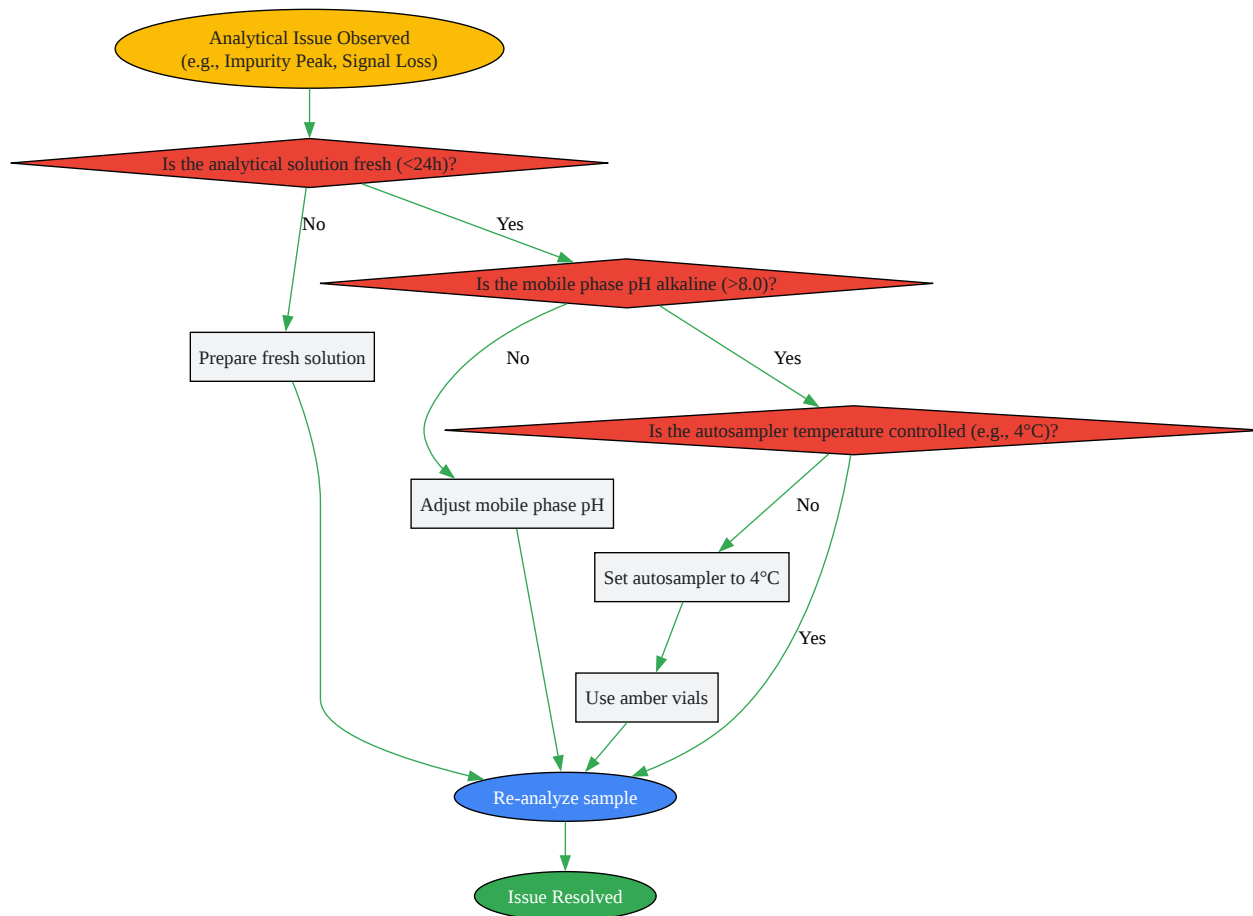 Analytical Issue Observed
(e.g., Impurity Peak, Signal Loss)
Is the analytical solution fresh (<24h)?
No
Yes
Is the mobile phase pH alkaline (>8.0)?
Prepare fresh solution
No
Yes
Is the autosampler temperature controlled (e.g., 4°C)?
Adjust mobile phase pH
No
Set autosampler to 4°C
Yes
Use amber vials
Re-analyze sample
Issue Resolved